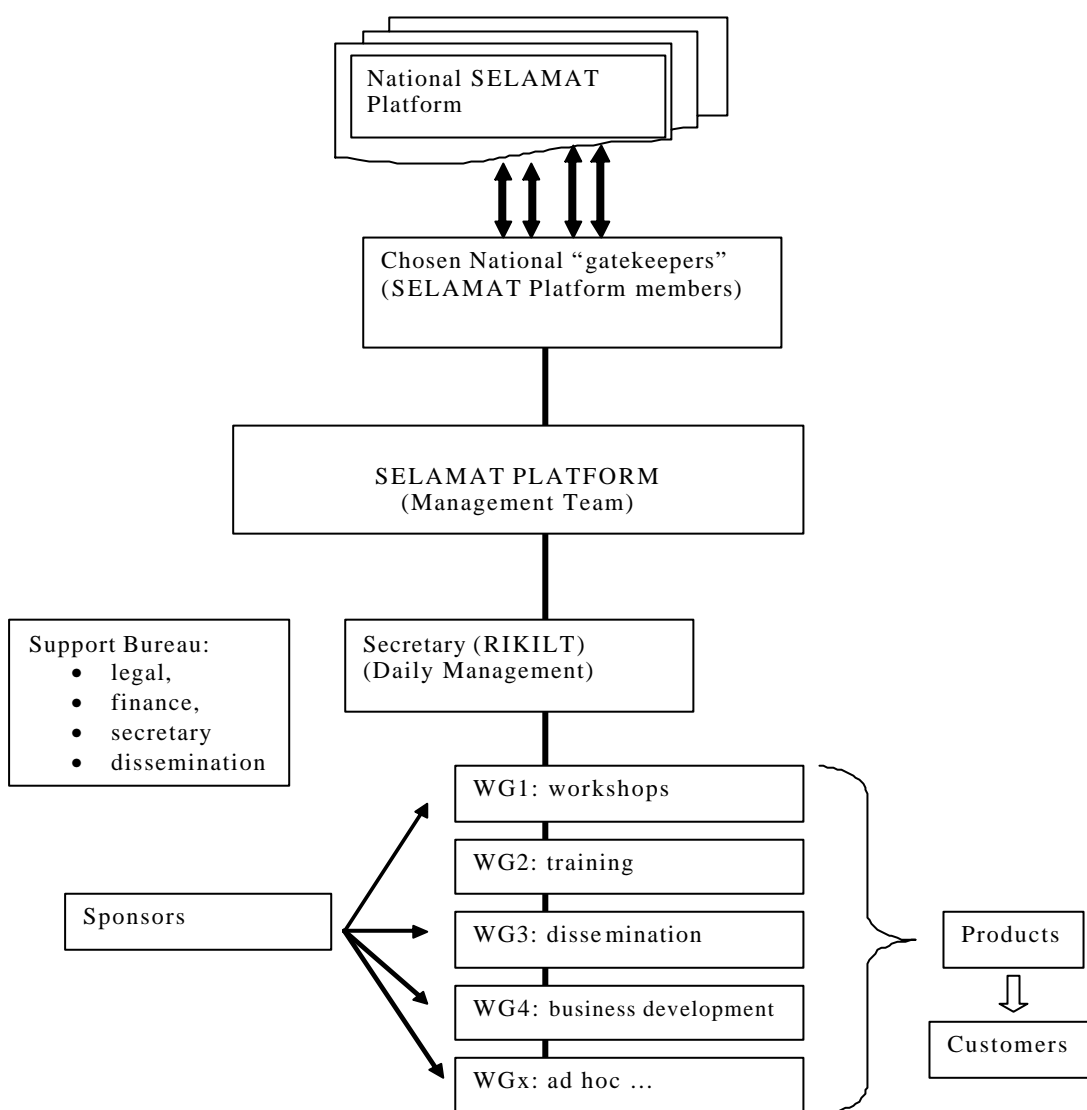 National SELAMAT
Platform
Chosen National “gatekeepers”
(SELAMAT Platform members)
SELAMAT PLATFORM
(Management Team)
Support Bureau:
• legal,
• finance,
• secretary
• dissemination
Secretary (RIKILT)
(Daily Management)
WG1: workshops
WG2: training
Sponsors
WG3: dissemination
WG4: business development
WGx: ad hoc …
Products
Customers